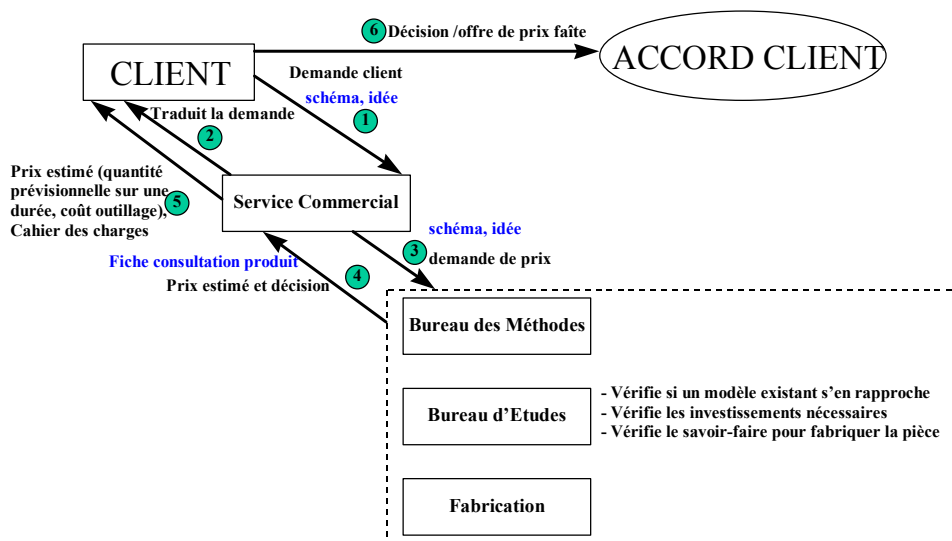 6 Décision /offre de prix faîte
CLIENT
ACCORD CLIENT
Demande client
schéma, idée
1
Traduit la demande
2
Prix estimé (quantité
prévisionnelle sur une
durée, coût outillage),
Cahier des charges
5
Service Commercial
schéma, idée
3
demande de prix
Fiche consultation produit
4
Prix estimé et décision
Bureau des Méthodes
Bureau d’Etudes
- Vérifie si un modèle existant s’en rapproche
- Vérifie les investissements nécessaires
- Vérifie le savoir-faire pour fabriquer la pièce
Fabrication